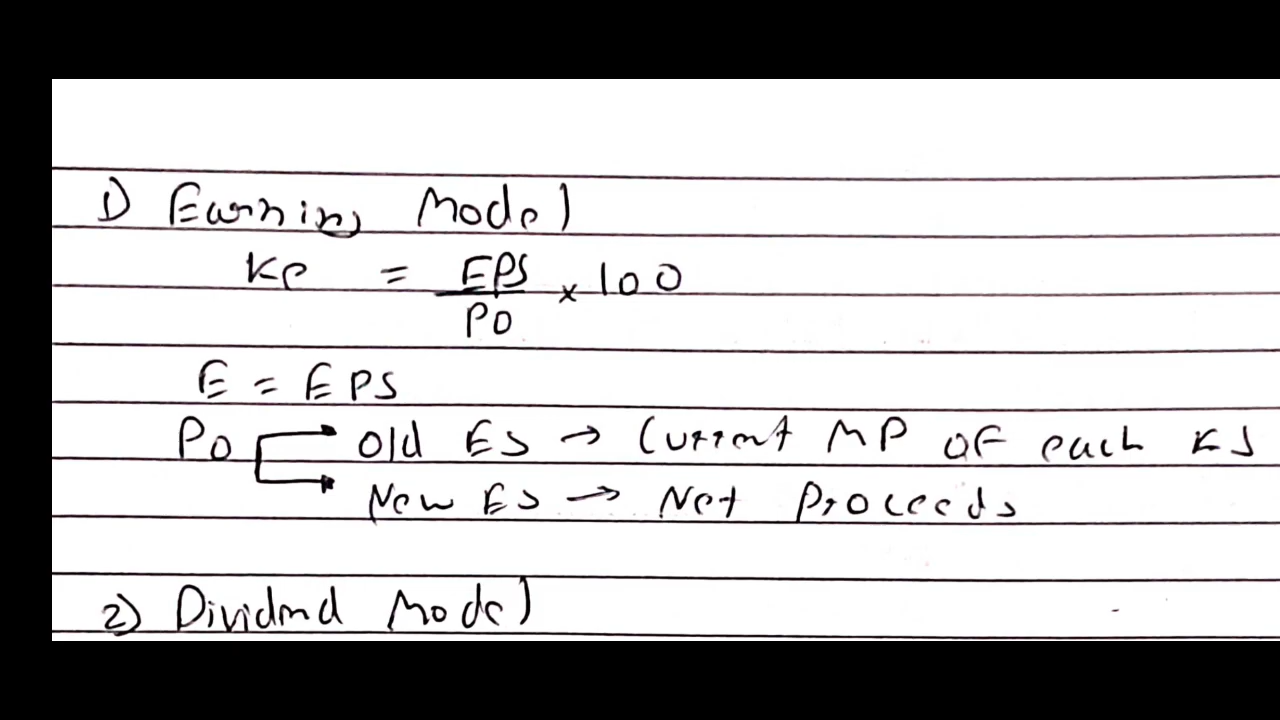 1) Earning Model
Ke = EPS/P0 × 100
E = EPS
P0 → Old ES → Current MP OF each ES
→ New ES → Net Proceeds
2) Dividend Model